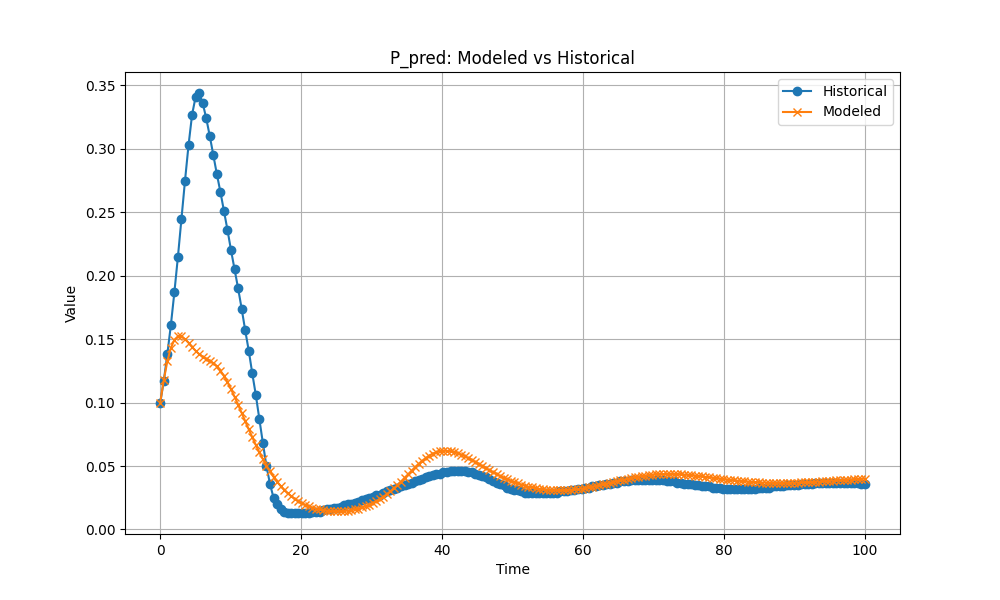 P_pred: Modeled vs Historical
Historical
Modeled
Value
0.35
0.30
0.25
0.20
0.15
0.10
0.05
0.00
0 20 40 60 80 100
Time